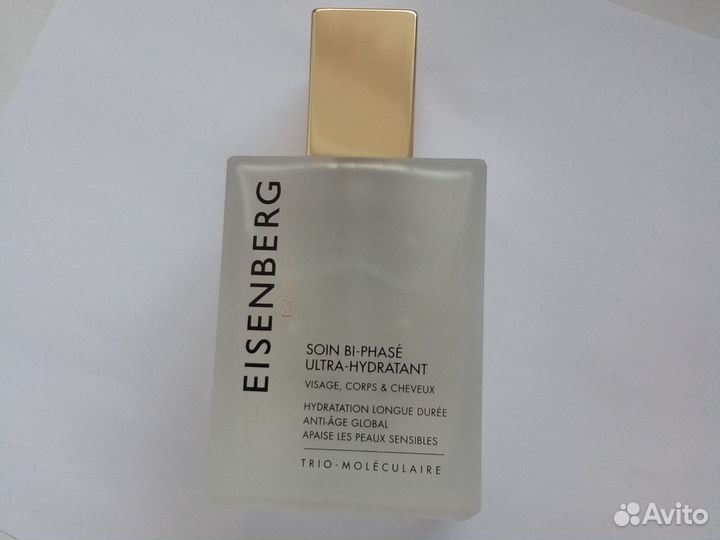 EISENBERG
SOIN BI-PHASÉ
ULTRA-HYDRATANT
VISAGE, CORPS & CHEVEUX
HYDRATATION LONGUE DURÉE
ANTI-ÂGE GLOBAL
APAISE LES PEAUX SENSIBLES
TRIO-MOLÉCULAIRE
Avito